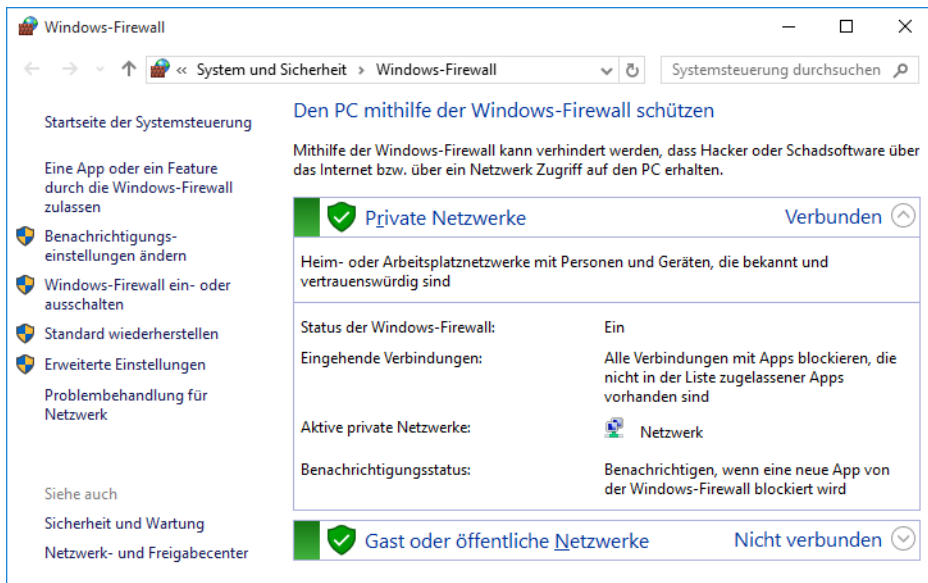 Windows-Firewall
« System und Sicherheit › Windows-Firewall
Systemsteuerung durchsuchen
Startseite der Systemsteuerung
Eine App oder ein Feature
durch die Windows-Firewall
zulassen
Benachrichtigungs-
einstellungen ändern
Windows-Firewall ein- oder
ausschalten
Standard wiederherstellen
Erweiterte Einstellungen
Problembehandlung für
Netzwerk
Siehe auch
Sicherheit und Wartung
Netzwerk- und Freigabecenter
Den PC mithilfe der Windows-Firewall schützen
Mithilfe der Windows-Firewall kann verhindert werden, dass Hacker oder Schadsoftware über
das Internet bzw. über ein Netzwerk Zugriff auf den PC erhalten.
Private Netzwerke Verbunden
Heim- oder Arbeitsplatznetzwerke mit Personen und Geräten, die bekannt und
vertrauenswürdig sind
Status der Windows-Firewall: Ein
Eingehende Verbindungen: Alle Verbindungen mit Apps blockieren, die
nicht in der Liste zugelassener Apps
vorhanden sind
Aktive private Netzwerke: Netzwerk
Benachrichtigungsstatus: Benachrichtigen, wenn eine neue App von
der Windows-Firewall blockiert wird
Gast oder öffentliche Netzwerke Nicht verbunden